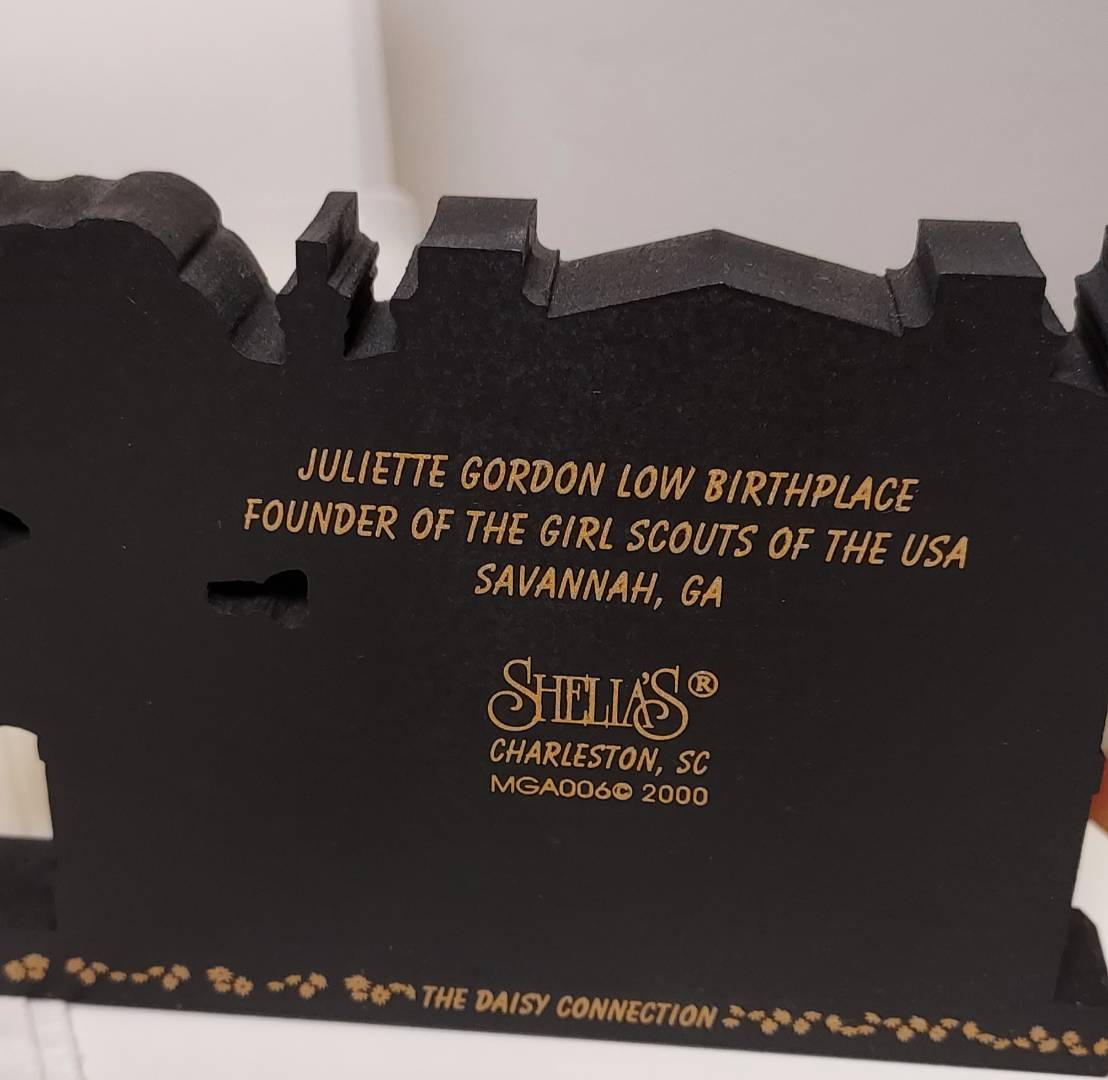 JULIETTE GORDON LOW BIRTHPLACE
FOUNDER OF THE GIRL SCOUTS OF THE USA
SAVANNAH, GA
SHELIA'S®
CHARLESTON, SC
MGA006© 2000
THE DAISY CONNECTION